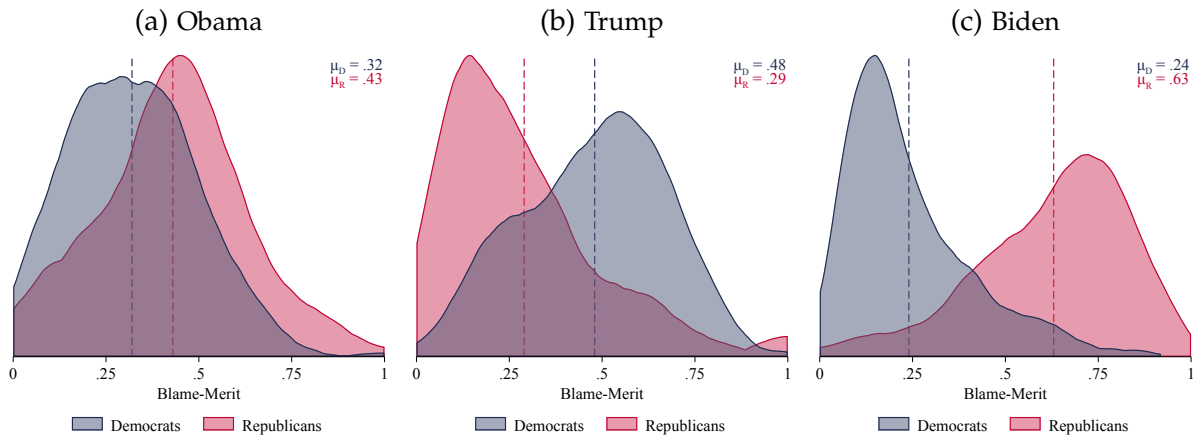 (a) Obama
μD = .32
μR = .43
0 .25 .5 .75 1
Blame-Merit
Democrats Republicans
(b) Trump
μD = .48
μR = .29
0 .25 .5 .75 1
Blame-Merit
Democrats Republicans
(c) Biden
μD = .24
μR = .63
0 .25 .5 .75 1
Blame-Merit
Democrats Republicans